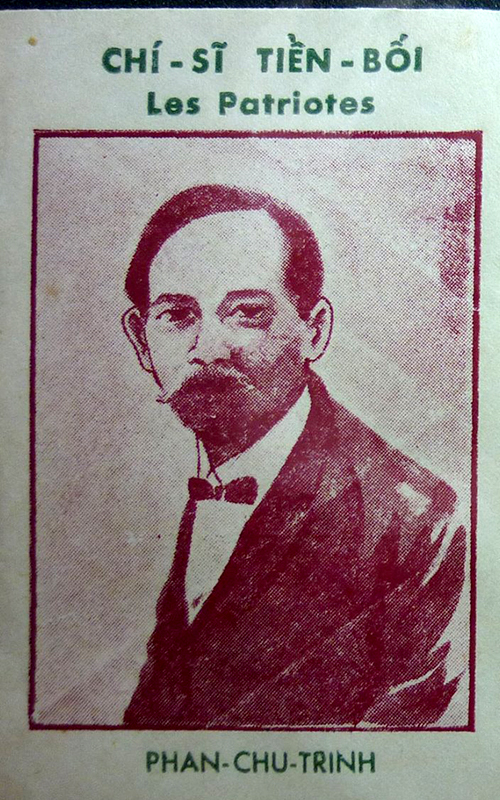 CHÍ-SĨ TIỀN-BỐI
Les Patriotes
PHAN-CHU-TRINH